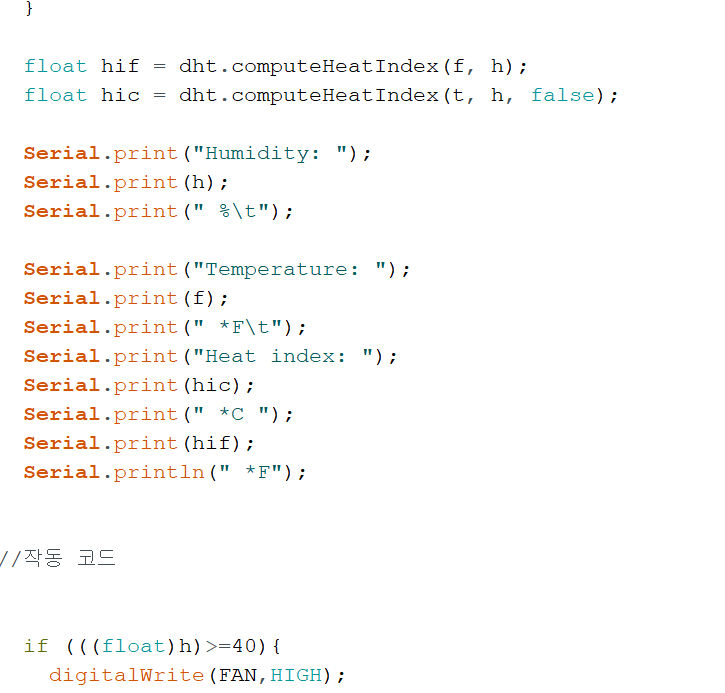 }
float hif = dht.computeHeatIndex(f, h);
float hic = dht.computeHeatIndex(t, h, false);
Serial.print("Humidity: ");
Serial.print(h);
Serial.print(" %\t");
Serial.print("Temperature: ");
Serial.print(f);
Serial.print(" *F\t");
Serial.print("Heat index: ");
Serial.print(hic);
Serial.print(" *C ");
Serial.print(hif);
Serial.println(" *F");
//작동 코드
if (((float)h)>=40){
digitalWrite(FAN,HIGH);